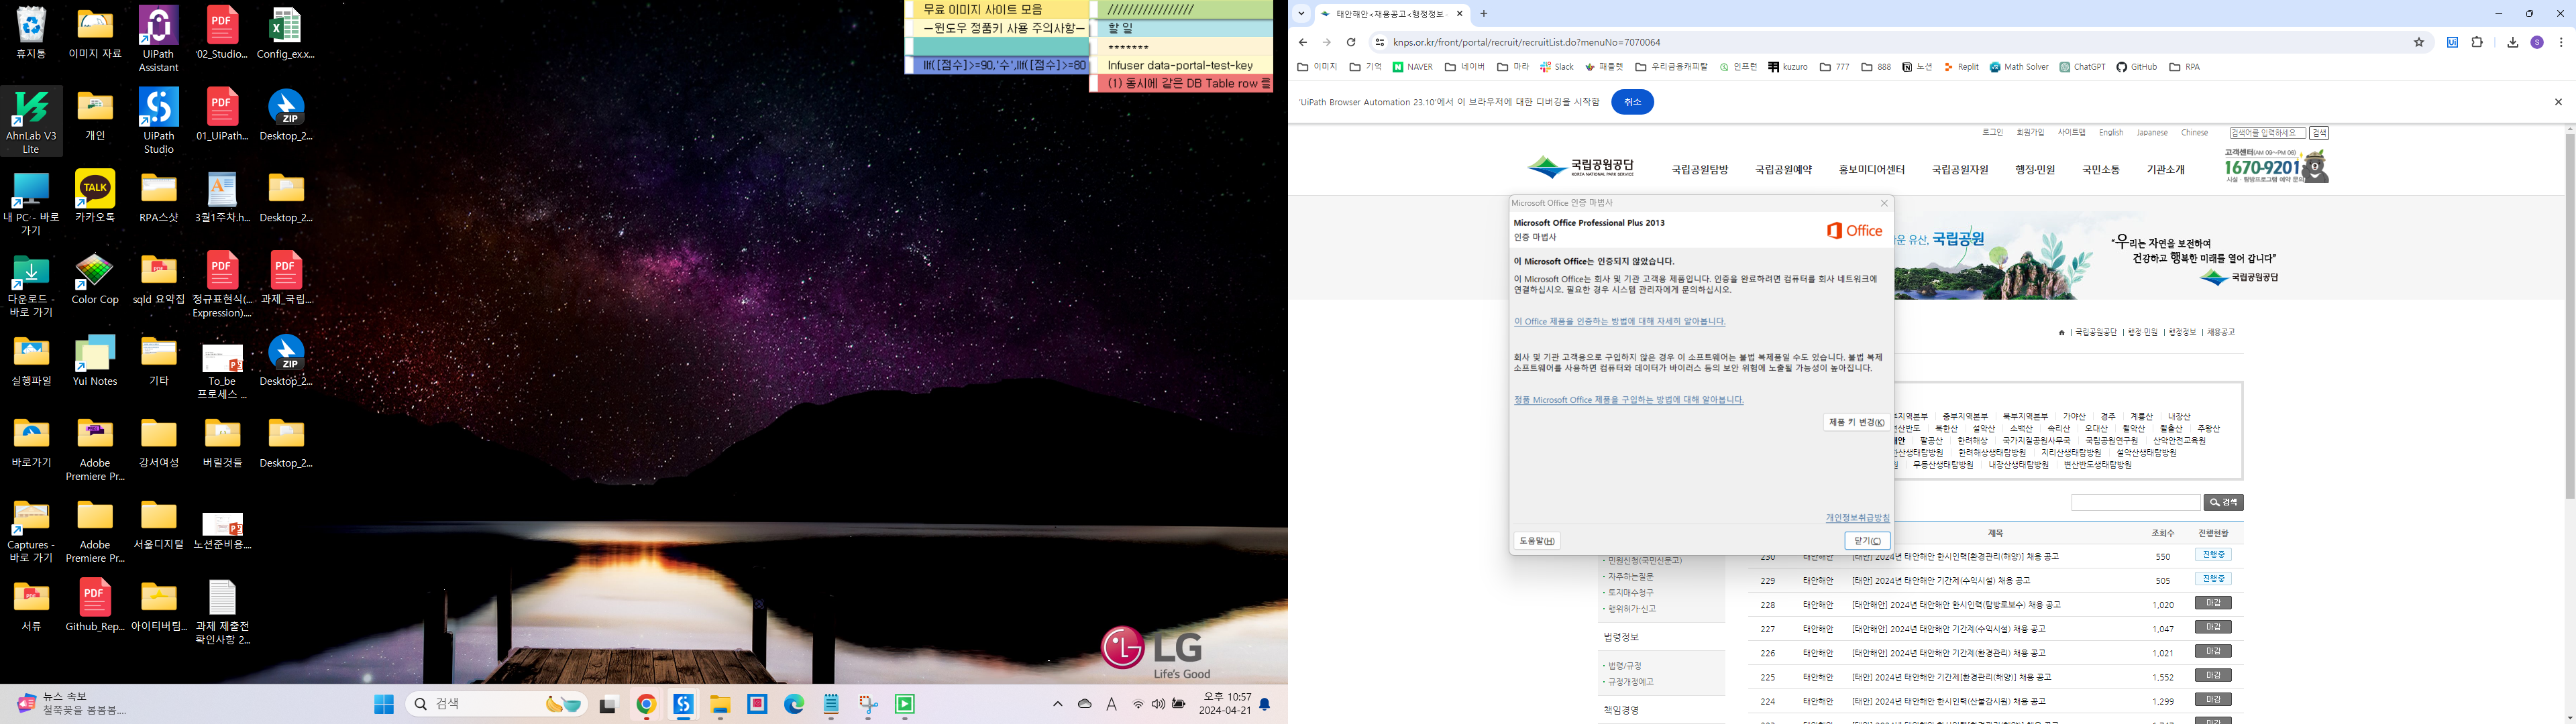 휴지통
이미지 자료
UiPath Assistant
'02_Studio...
Config_ex.x...
AhnLab V3 Lite
개인
UiPath Studio
01_UiPath...
Desktop_2...
내 PC - 바로 가기
카카오톡
RPA스샷
3월1주차.h...
Desktop_2...
다운로드 - 바로 가기
Color Cop
sqld 요약집
정규표현식(... Expression)....
과제_국립...
실행파일
Yui Notes
기타
To_be 프로세스 ...
Desktop_2...
바로가기
Adobe Premiere Pr...
강서여성
버릴것들
Desktop_2...
Captures - 바로 가기
Adobe Premiere Pr...
서울디지털
노션준비용....
서류
Github_Rep...
아이티버팀...
과제 제출전 확인사항 2...
PDF
TALK
ZIP
무료 이미지 사이트 모음
ㅡ윈도우 정품키 사용 주의사항ㅡ
IIf([점수]>=90,'수',IIf([점수]>=80
/////////////////
할 일
*******
Infuser data-portal-test-key
(1) 동시에 같은 DB Table row 를
LG
Life's Good
뉴스 속보
철쭉꽃을 봄봄봄....
검색
A
오후 10:57
2024-04-21
태안해안<채용공고<행정정보
knps.or.kr/front/portal/recruit/recruitList.do?menuNo=7070064
이미지
기억
NAVER
네이버
마라
Slack
패플렛
우리금융캐피탈
인프런
kuzuro
777
888
노션
Replit
Math Solver
ChatGPT
GitHub
RPA
'UiPath Browser Automation 23.10'에서 이 브라우저에 대한 디버깅을 시작함
취소
로그인 회원가입 사이트맵 English Japanese Chinese
검색어를 입력하세요
검색
국립공원공단
KOREA NATIONAL PARK SERVICE
국립공원탐방 국립공원예약 홍보미디어센터 국립공원자원 행정·민원 국민소통 기관소개
고객센터(AM 09~PM 06)
1670-9201
시설·탐방프로그램 예약 문의
Microsoft Office 인증 마법사
Microsoft Office Professional Plus 2013
인증 마법사
Office
이 Microsoft Office는 인증되지 않았습니다.
이 Microsoft Office는 회사 및 기관 고객용 제품입니다. 인증을 완료하려면 컴퓨터를 회사 네트워크에
연결하십시오. 필요한 경우 시스템 관리자에게 문의하십시오.
이 Office 제품을 인증하는 방법에 대해 자세히 알아봅니다.
회사 및 기관 고객용으로 구입하지 않은 경우 이 소프트웨어는 불법 복제품일 수도 있습니다. 불법 복제
소프트웨어를 사용하면 컴퓨터와 데이터가 바이러스 등의 보안 위험에 노출될 가능성이 높아집니다.
정품 Microsoft Office 제품을 구입하는 방법에 대해 알아봅니다.
제품 키 변경(K)
개인정보취급방침
도움말(H)
닫기(C)
유산, 국립공원
"우리는 자연을 보전하여
건강하고 행복한 미래를 열어 갑니다"
국립공원공단
국립공원공단 | 행정·민원 | 행정정보 | 채용공고
지역본부 중부지역본부 북부지역본부 가야산 경주 계룡산 내장산
변산반도 북한산 설악산 소백산 속리산 오대산 월악산 월출산 주왕산
팔공산 한려해상 국가지질공원사무국 국립공원연구원 산악안전교육원
생태탐방원 한려해상생태탐방원 지리산생태탐방원 설악산생태탐방원
무등산생태탐방원 내장산생태탐방원 변산반도생태탐방원
검색
제목 조회수 진행현황
230 태안해안 [태안] 2024년 태안해안 한시인력[환경관리(해양)] 채용 공고 550 진행중
229 태안해안 [태안] 2024년 태안해안 기간제(수익시설) 채용 공고 505 진행중
228 태안해안 [태안] 2024년 태안해안 한시인력(탐방로보수) 채용 공고 1,020 마감
227 태안해안 [태안] 2024년 태안해안 기간제(수익시설) 채용 공고 1,047 마감
226 태안해안 [태안] 2024년 태안해안 기간제(환경관리) 채용 공고 1,021 마감
225 태안해안 [태안] 2024년 태안해안 기간제[환경관리(해양)] 채용 공고 1,552 마감
224 태안해안 [태안] 2024년 태안해안 한시인력(산불감시원) 채용 공고 1,299 마감
민원신청(국민신문고)
자주하는질문
토지매수청구
행위허가·신고
법령정보
법령/규정
규정개정예고
책임경영